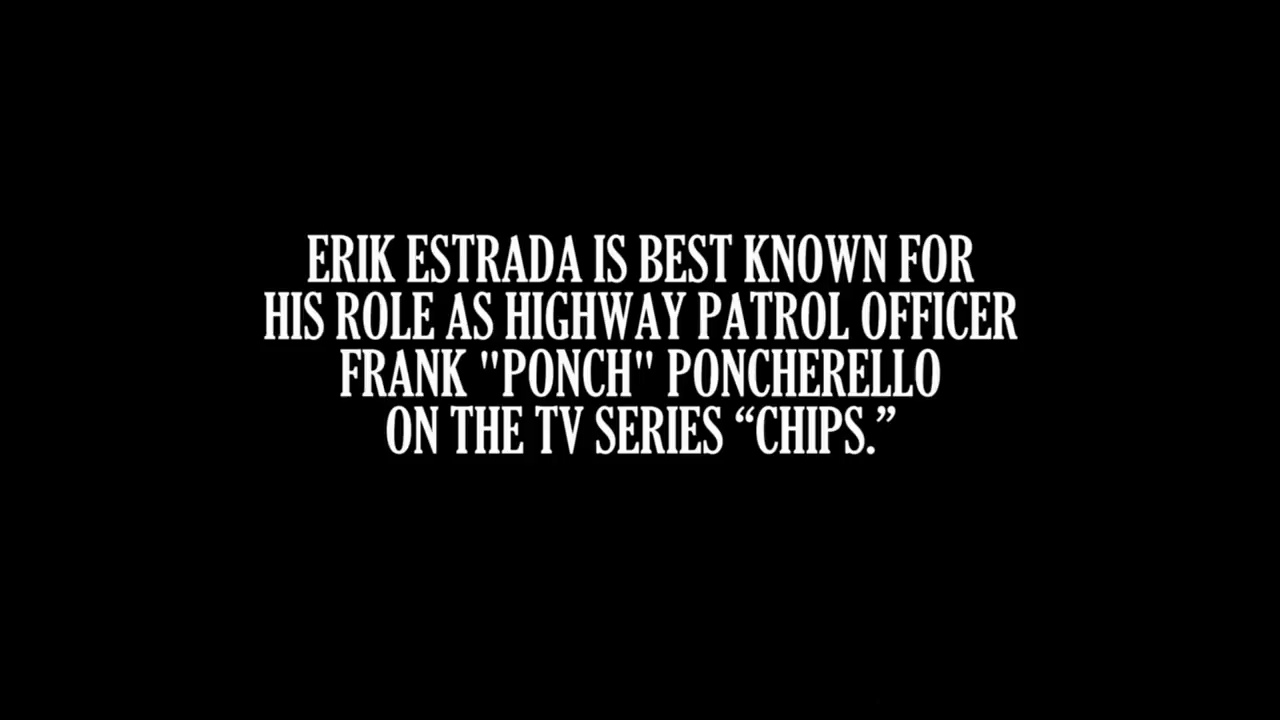 ERIK ESTRADA IS BEST KNOWN FOR
HIS ROLE AS HIGHWAY PATROL OFFICER
FRANK "PONCH" PONCHERELLO
ON THE TV SERIES “CHIPS.”